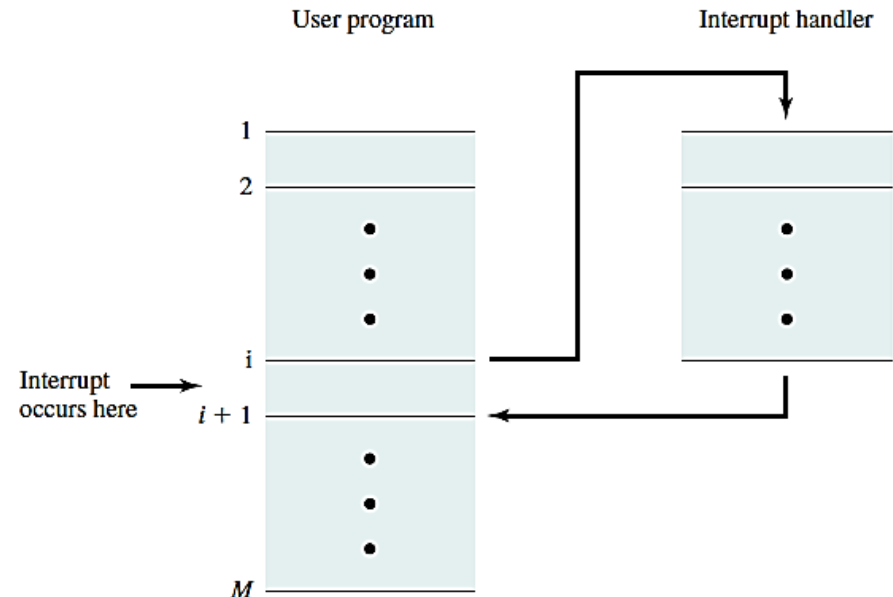 User program
Interrupt handler
1
2
i
Interrupt
occurs here
i + 1
M